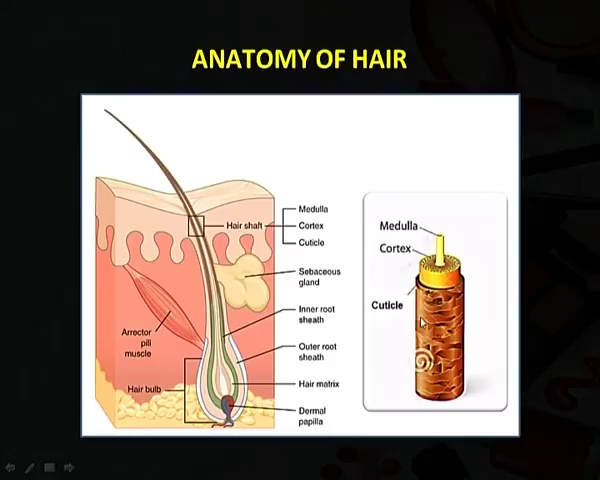 ANATOMY OF HAIR
Medulla
Hair shaft
Cortex
Cuticle
Sebaceous
gland
Inner root
sheath
Arrector
pili
muscle
Outer root
sheath
Hair bulb
Hair matrix
Dermal
papilla
Medulla
Cortex
Cuticle